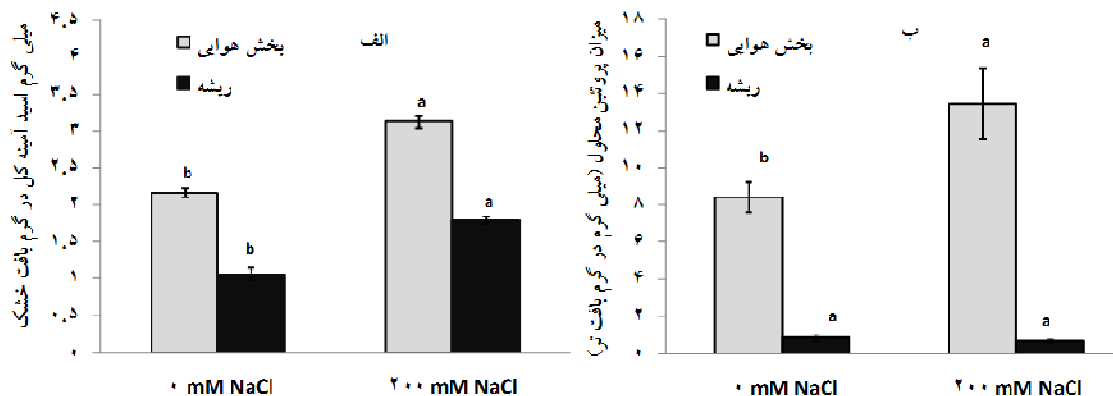 میلی گرم اسید آمینه کل در گرم بافت خشک
۴.۵
۴
۳.۵
۳
۲.۵
۲
۱.۵
۱
۰.۵
۰
الف
بخش هوایی
ریشه
b
b
a
a
۰ mM NaCl
۲۰۰ mM NaCl
میزان پروتئین محلول (میلی گرم در گرم بافت تر)
۱۸
۱۶
۱۴
۱۲
۱۰
۸
۶
۴
۲
۰
ب
بخش هوایی
ریشه
b
a
a
a
۰ mM NaCl
۲۰۰ mM NaCl